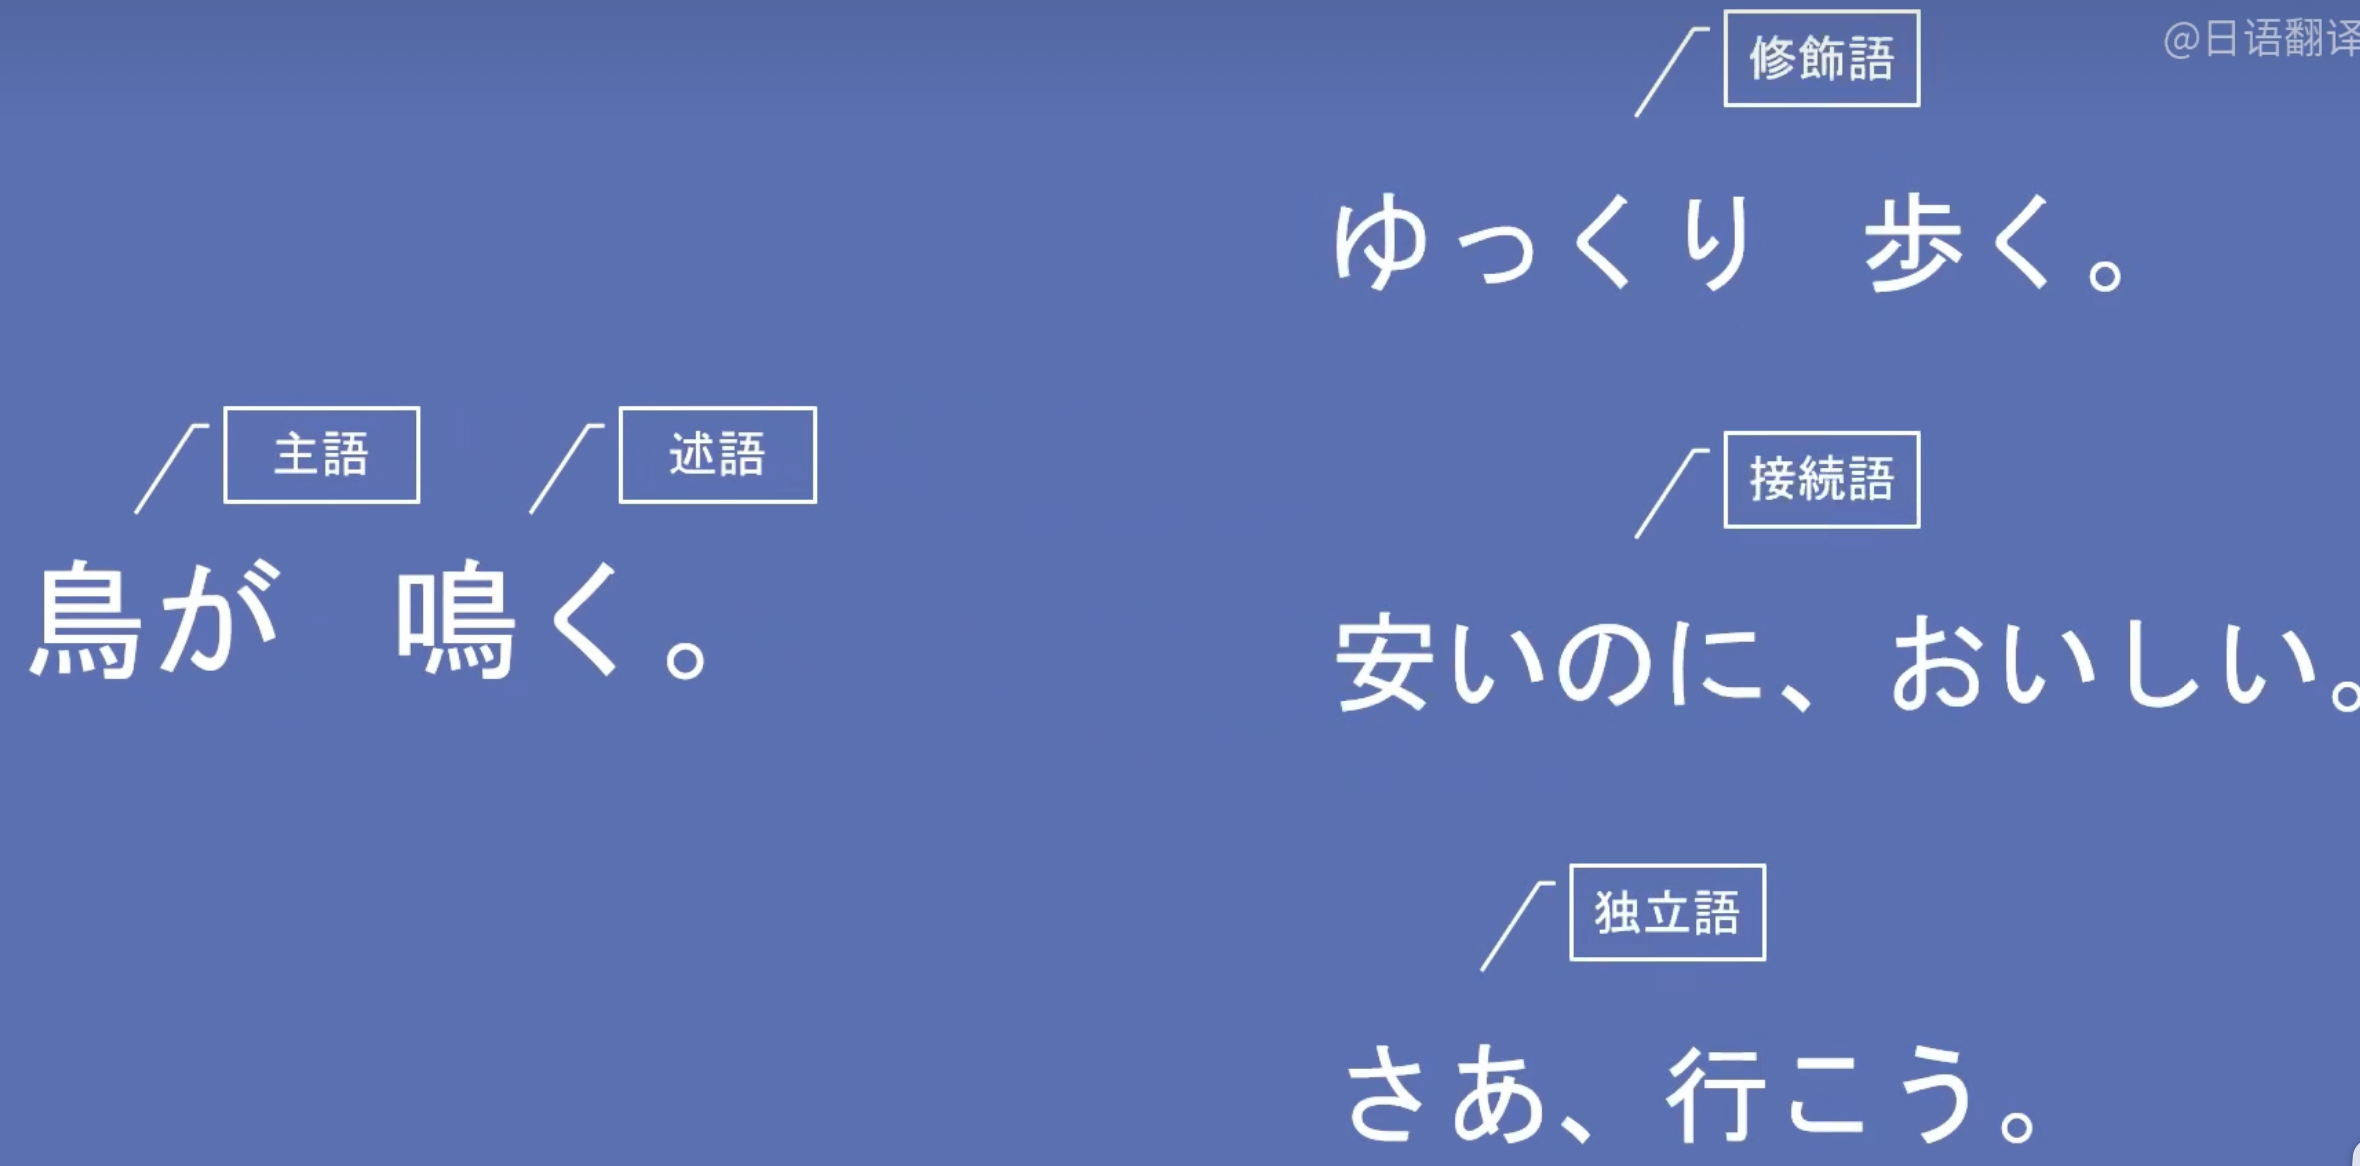 主語 述語
鳥が 鳴く。
修飾語
ゆっくり 歩く。
接続語
安いのに、おいしい。
独立語
さあ、行こう。
@日语翻译